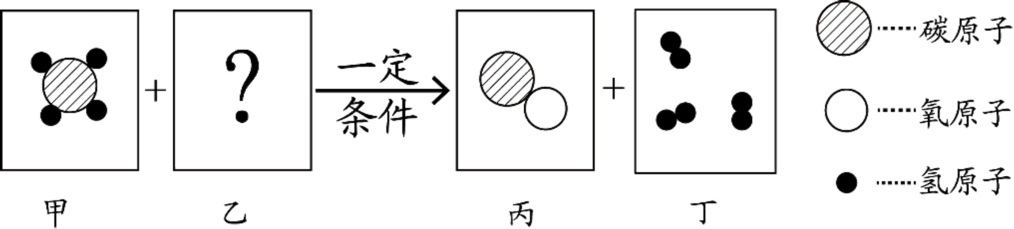 + ? 一定
条件 +
甲 乙 丙 丁
碳原子
氧原子
氢原子